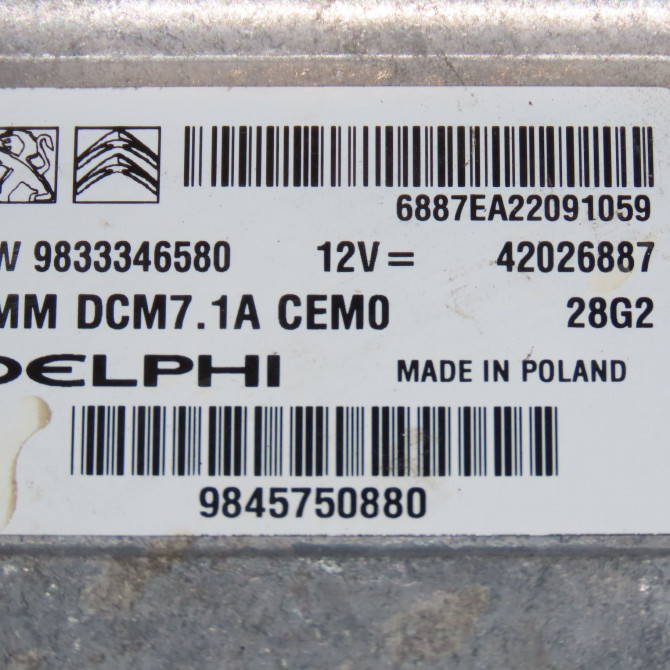 6887EA22091059
W 9833346580 12V= 42026887
MM DCM7.1A CEM0 28G2
DELPHI MADE IN POLAND
9845750880